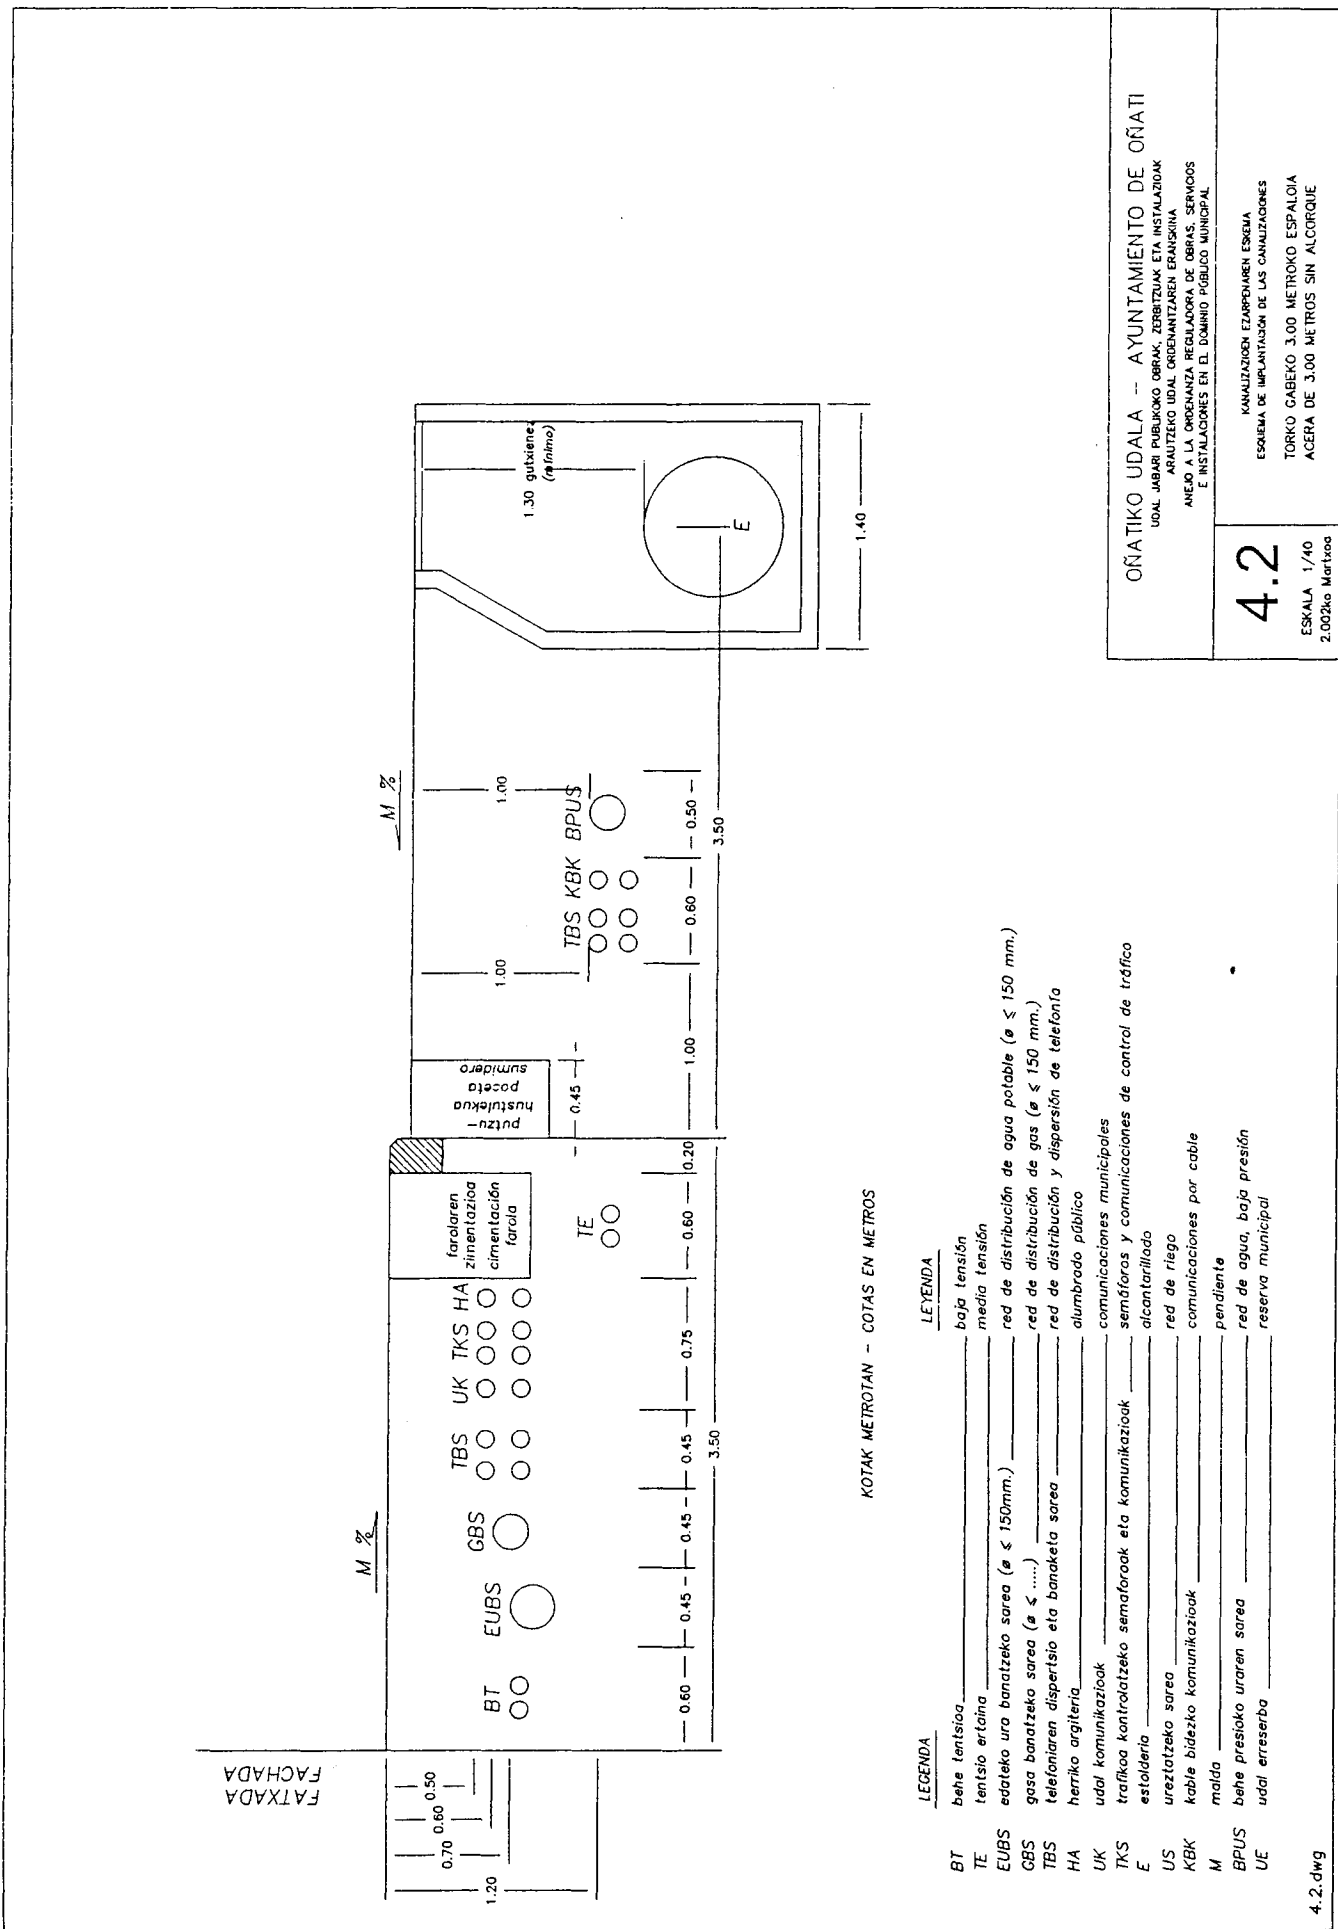 FATXADA
FACHADA
M %
M %
BT
EUBS
GBS
TBS
UK
TKS
HA
TE
TBS
KBK
BPUS
E
farolaren
zimentazioa
cimentación
farola
putzu-
hustulekua
poceta
sumidero
1.30 gutxienez
(mínimo)
0.50
0.60
0.70
1.20
0.60
0.45
0.45
0.45
0.75
0.60
0.20
3.50
0.45
1.00
1.00
1.00
0.60
0.50
3.50
1.40
KOTAK METROTAN - COTAS EN METROS
LEGENDA LEYENDA
BT behe tentsioa baja tensión
TE tentsio ertaina media tensión
EUBS edateko ura banatzeko sarea (ø ≤ 150mm.) red de distribución de agua potable (ø ≤ 150 mm.)
GBS gasa banatzeko sarea (ø ≤ .....) red de distribución de gas (ø ≤ 150 mm.)
TBS telefoniaren dispertsio eta banaketa sarea red de distribución y dispersión de telefonía
HA herriko argiteria alumbrado público
UK udal komunikazioak comunicaciones municipales
TKS trafikoa kontrolatzeko semaforoak eta komunikazioak semáforos y comunicaciones de control de tráfico
E estolderia alcantarillado
US ureztatzeko sarea red de riego
KBK kable bidezko komunikazioak comunicaciones por cable
M malda pendiente
BPUS behe presioko uraren sarea red de agua, baja presión
UE udal erreserba reserva municipal
4.2.dwg
OÑATIKO UDALA -- AYUNTAMIENTO DE OÑATI
UDAL JABARI PUBLIKOKO OBRAK, ZERBITZUAK ETA INSTALAZIOAK
ARAUTZEKO UDAL ORDENANTZAREN ERANSKINA
ANEJO A LA ORDENANZA REGULADORA DE OBRAS, SERVICIOS
E INSTALACIONES EN EL DOMINIO PÚBLICO MUNICIPAL
4.2
ESKALA 1/40
2.002ko Martxoa
KANALIZAZIOEN EZARPENAREN ESKEMA
ESQUEMA DE IMPLANTACIÓN DE LAS CANALIZACIONES
TORKO GABEKO 3.00 METROKO ESPALOIA
ACERA DE 3.00 METROS SIN ALCORQUE